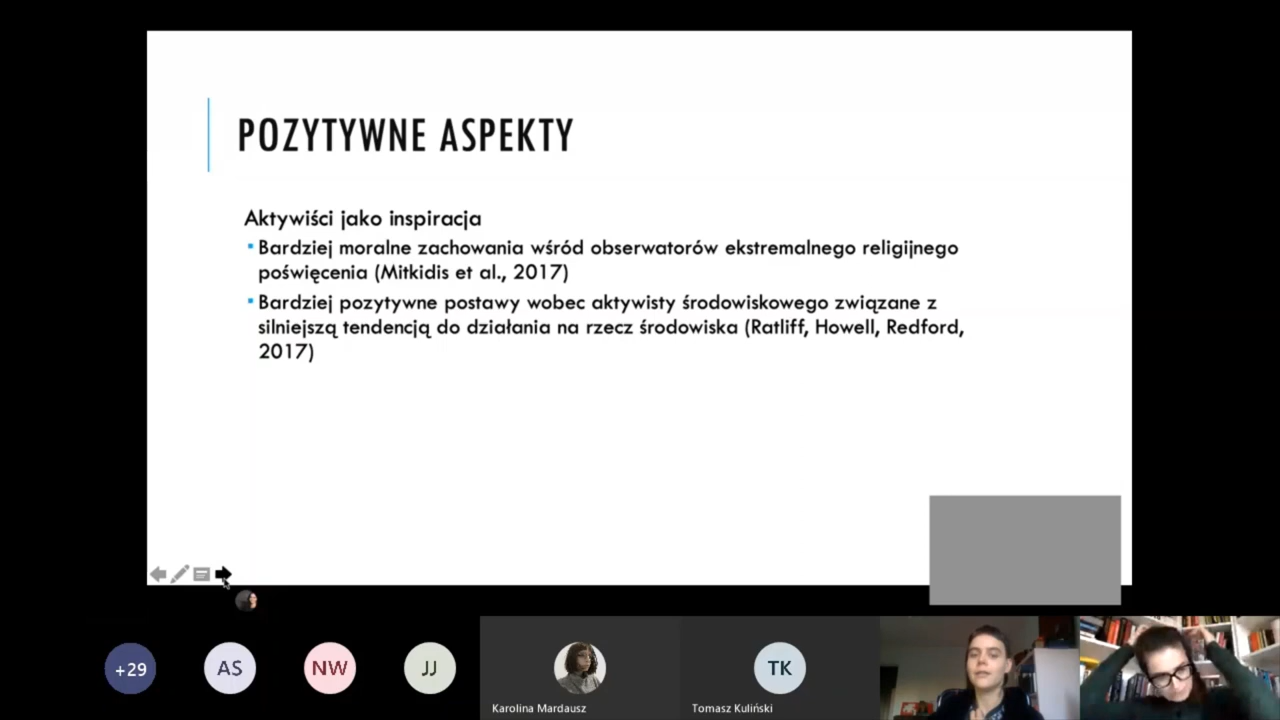 POZYTYWNE ASPEKTY
Aktywiści jako inspiracja
Bardziej moralne zachowania wśród obserwatorów ekstremalnego religijnego
poświęcenia (Mitkidis et al., 2017)
Bardziej pozytywne postawy wobec aktywisty środowiskowego związane z
silniejszą tendencją do działania na rzecz środowiska (Ratliff, Howell, Redford,
2017)
+29
AS
NW
JJ
TK
Karolina Mardausz
Tomasz Kuliński